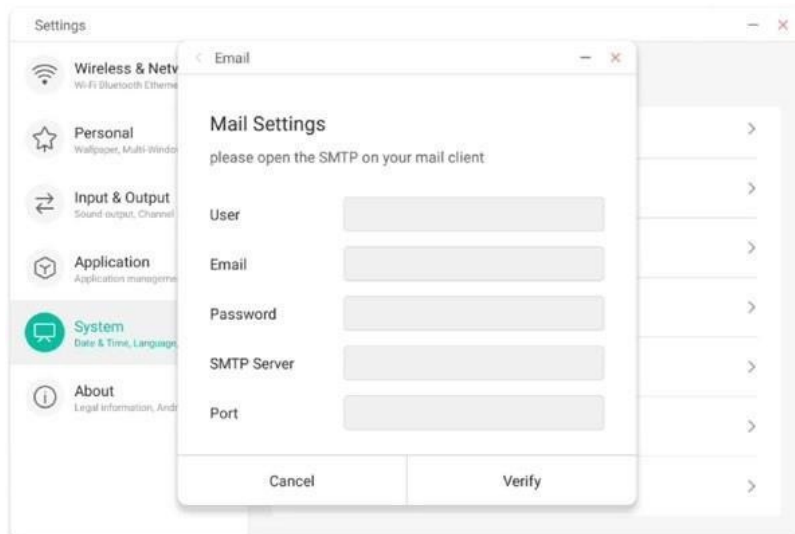 Settings
Wireless & Netw
Wi-Fi Bluetooth Etherne
Personal
Wallpaper, Multi-Windo
Input & Output
Sound output, Channel
Application
Application manageme
System
Date & Time, Language,
About
Legal information, Andr
Email
Mail Settings
please open the SMTP on your mail client
User
Email
Password
SMTP Server
Port
Cancel
Verify